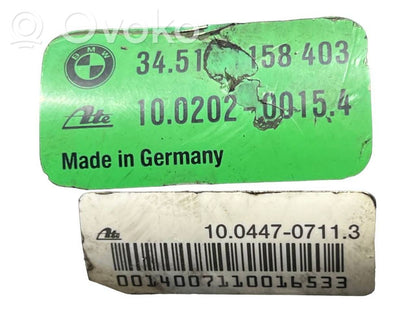 Ovoko
BMW
34.51 158 403
Ate
10.0202 0015.4
Made in Germany
Ate
10.0447-0711.3
0014007110016533